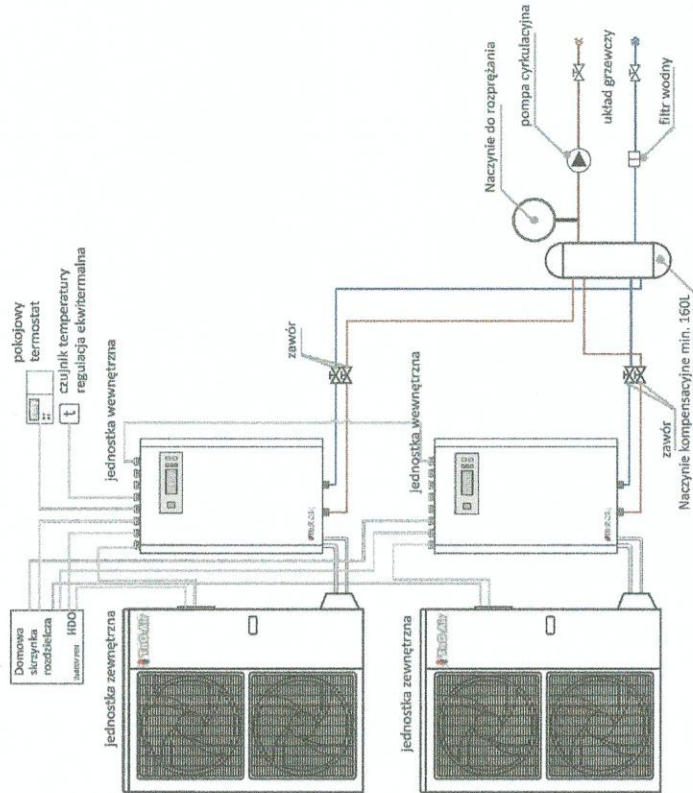 Domowa
skrzynka
rozdzielcza
HDO
pokojowy
termostat
t
czujnik temperatury
regulacja ekwitermalna
jednostka zewnętrzna
jednostka wewnętrzna
zawór
jednostka zewnętrzna
jednostka wewnętrzna
zawór
Naczynie kompensacyjne min. 160L
Naczynie do rozprężania
pompa cyrkulacyjna
układ grzewczy
filtr wodny